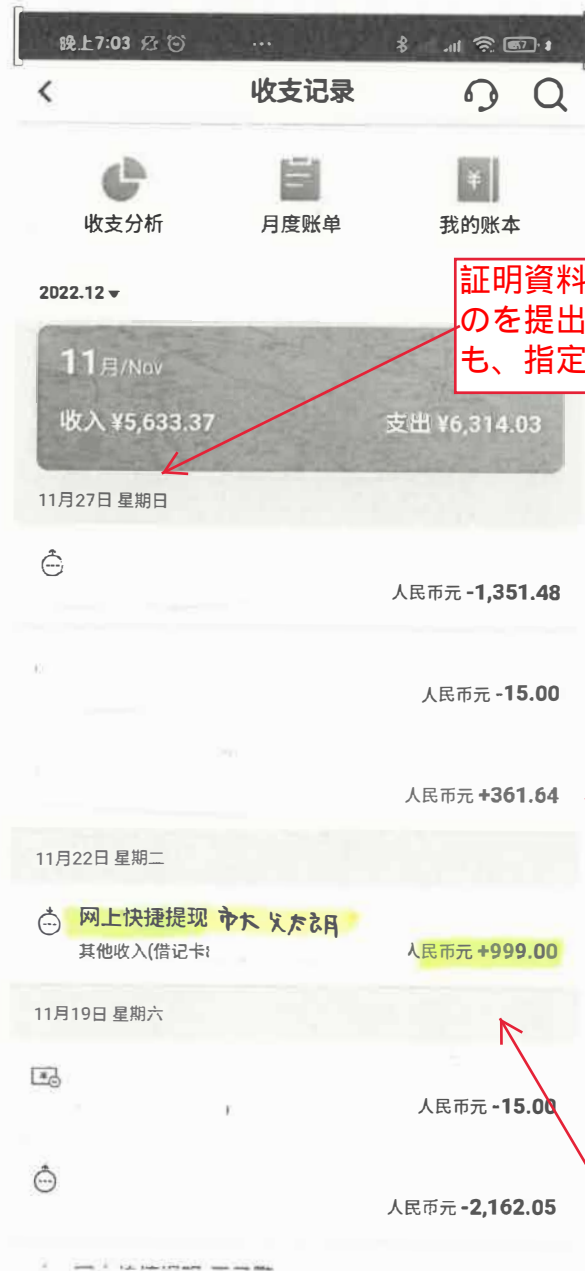 晚上7:03
收支记录
收支分析 月度账单 我的账本
2022.12
証明資料
のを提出
も、指定
11月/Nov
收入 ¥5,633.37 支出 ¥6,314.03
11月27日 星期日
人民币元 -1,351.48
人民币元 -15.00
人民币元 +361.64
11月22日 星期二
网上快捷提现 市大 父太朗
其他收入(借记卡 人民币元 +999.00
11月19日 星期六
人民币元 -15.00
人民币元 -2,162.05